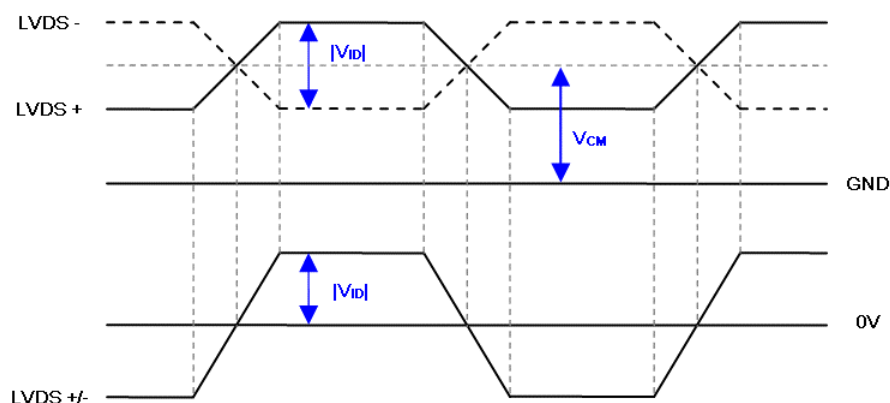 LVDS -
|VID|
LVDS +
VCM
GND
|VID|
0V
LVDS +/-